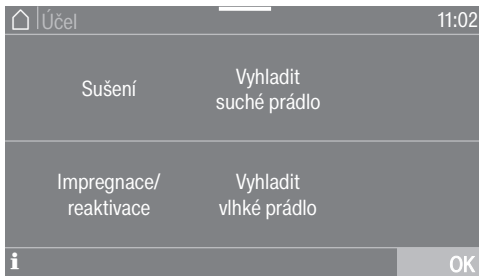 Účel 11:02
Sušení
Vyhladit
suché prádlo
Impregnace/
reaktivace
Vyhladit
vlhké prádlo
i OK